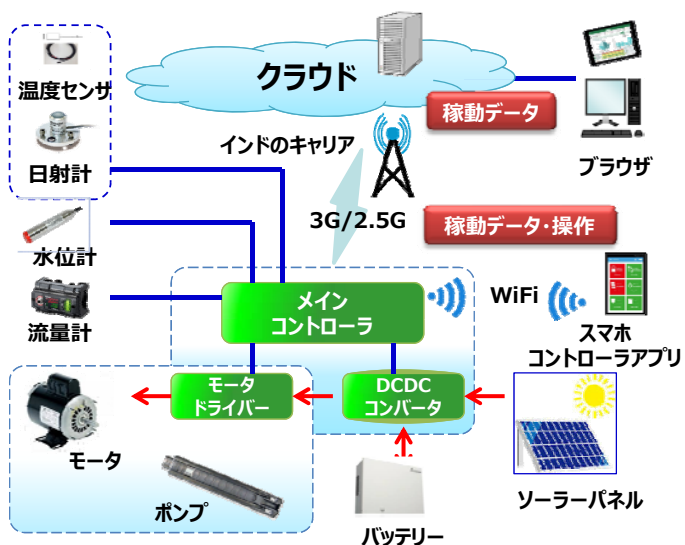 クラウド
温度センサ
稼動データ
インドのキャリア
日射計
ブラウザ
3G/2.5G
稼動データ・操作
水位計
メイン
コントローラ
WiFi
流量計
スマホ
コントローラアプリ
モータ
ドライバー
DCDC
コンバータ
モータ
ソーラーパネル
ポンプ
バッテリー